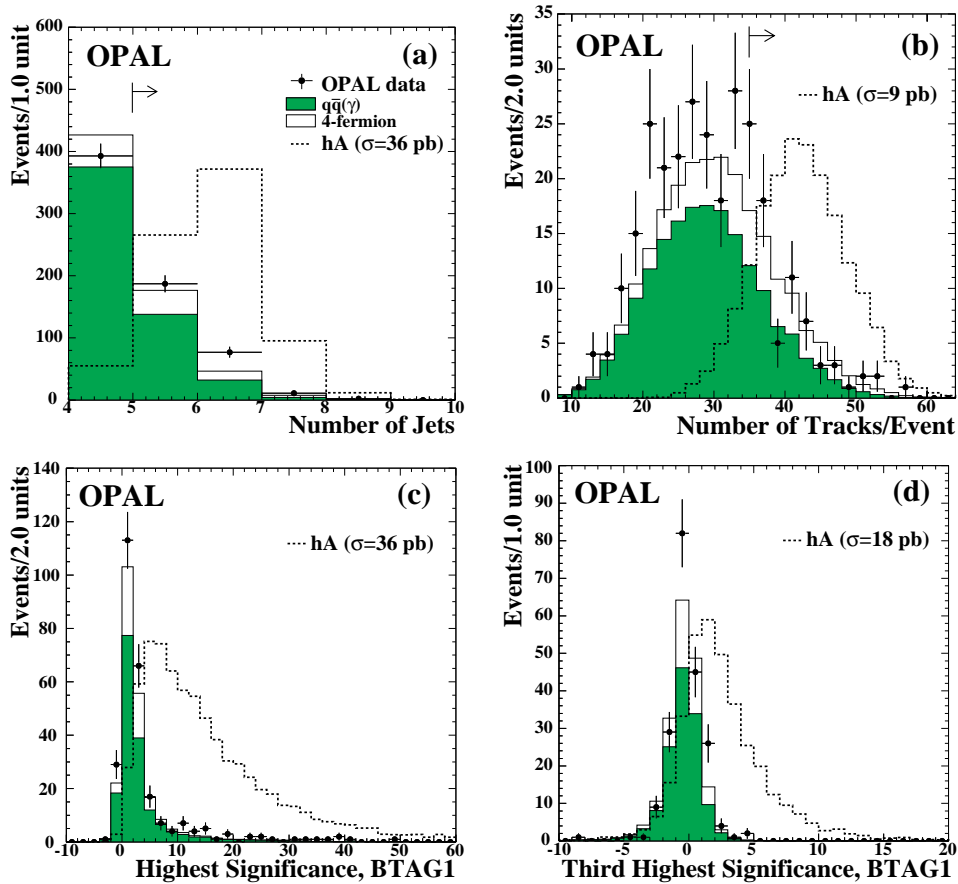 OPAL
(a)
OPAL data
qq̅(γ)
4-fermion
hA (σ=36 pb)
Events/1.0 unit
600
500
400
300
200
100
0
4 5 6 7 8 9 10
Number of Jets
OPAL
(b)
hA (σ=9 pb)
Events/2.0 unit
35
30
25
20
15
10
5
0
10 20 30 40 50 60
Number of Tracks/Event
OPAL
(c)
hA (σ=36 pb)
Events/2.0 units
140
120
100
80
60
40
20
0
-10 0 10 20 30 40 50 60
Highest Significance, BTAG1
OPAL
(d)
hA (σ=18 pb)
Events/1.0 unit
100
90
80
70
60
50
40
30
20
10
0
-10 -5 0 5 10 15 20
Third Highest Significance, BTAG1